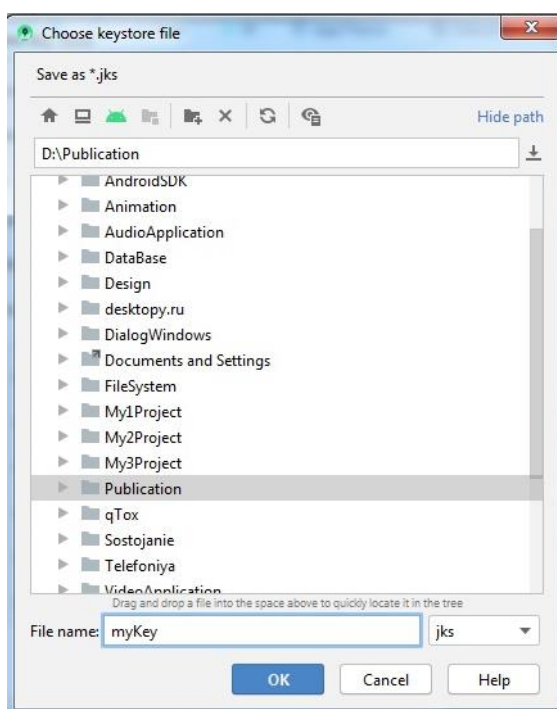 Choose keystore file
Save as *.jks
Hide path
D:\Publication
AndroidSDK
Animation
AudioApplication
DataBase
Design
desktopy.ru
DialogWindows
Documents and Settings
FileSystem
My1Project
My2Project
My3Project
Publication
qTox
Sostojanie
Telefoniya
VideoApplication
Drag and drop a file into the space above to quickly locate it in the tree
File name: myKey jks
OK Cancel Help